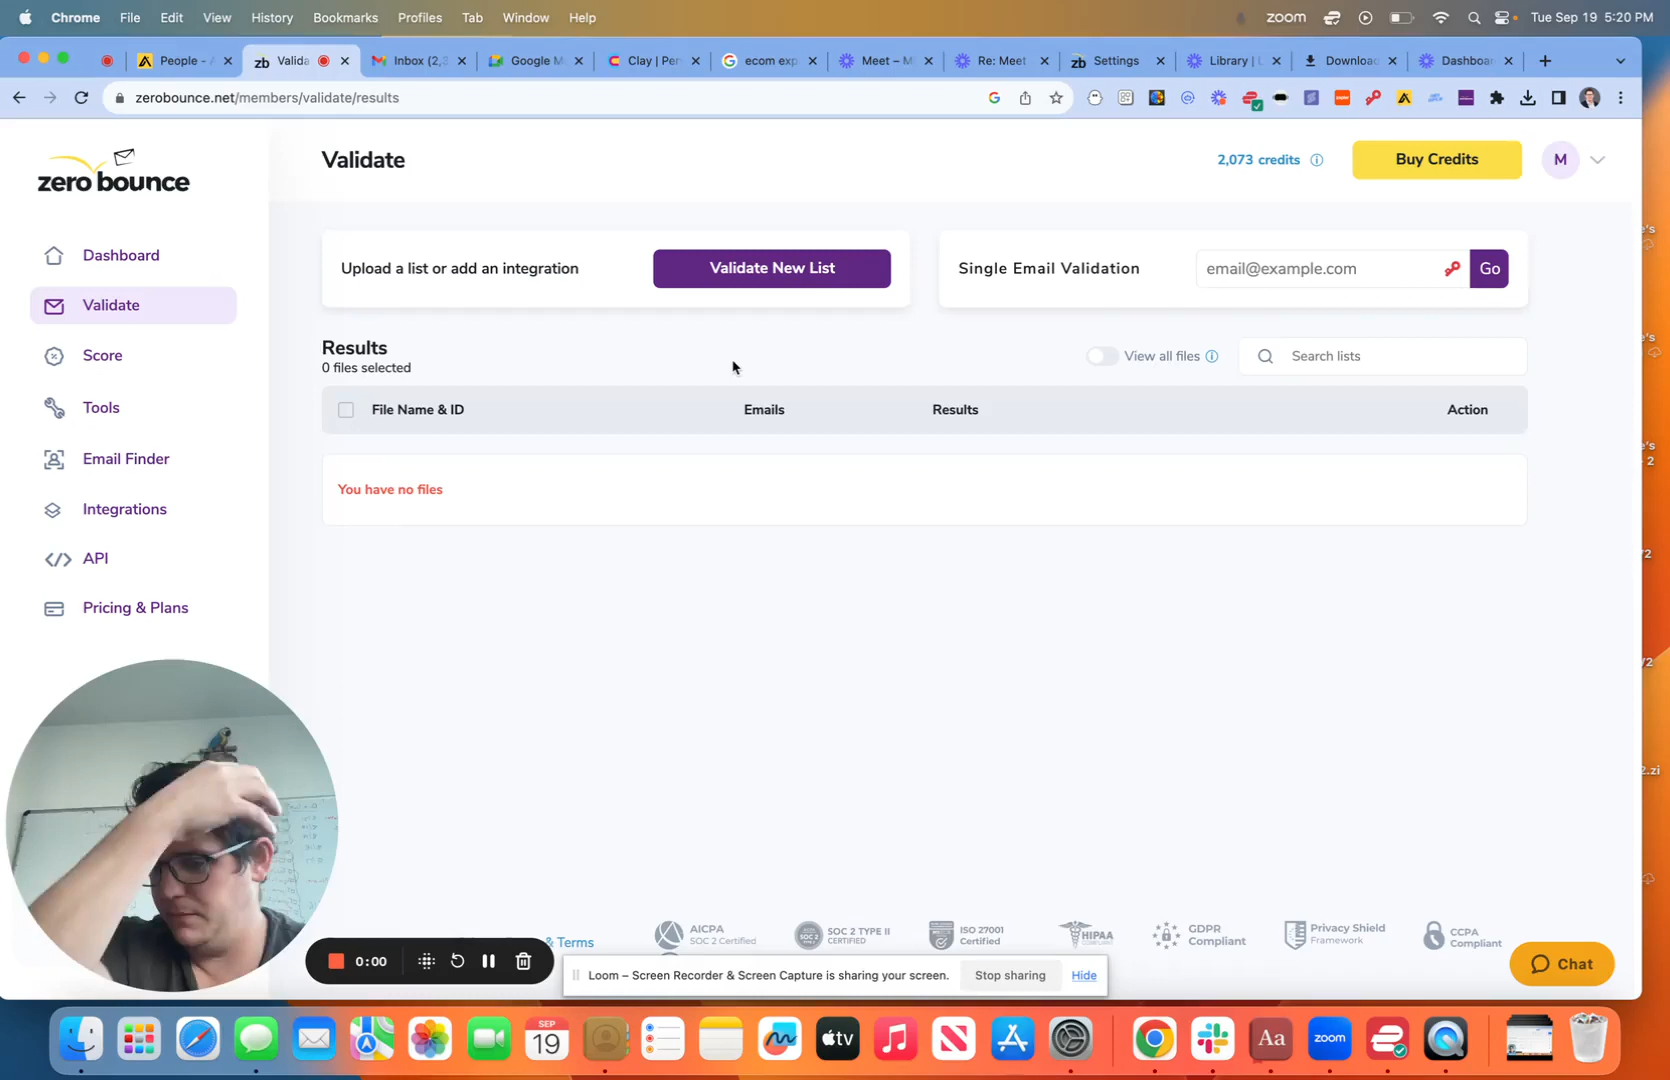 Chrome File Edit View History Bookmarks Profiles Tab Window Help zoom Tue Sep 19 5:20 PM
People - Valida Inbox (2, Google M Clay | Per ecom exp Meet – M Re: Meet zb Settings Library | Downloa Dashboar
zerobounce.net/members/validate/results
zero bounce
Validate
2,073 credits
Buy Credits
M
Dashboard
Validate
Score
Tools
Email Finder
Integrations
API
Pricing & Plans
Upload a list or add an integration
Validate New List
Single Email Validation
email@example.com
Go
Results
0 files selected
View all files
Search lists
File Name & ID Emails Results Action
You have no files
& Terms
AICPA
SOC 2 Certified
SOC 2 TYPE II
CERTIFIED
ISO 27001
Certified
HIPAA
GDPR
Compliant
Privacy Shield
Framework
CCPA
Compliant
Chat
0:00
Loom – Screen Recorder & Screen Capture is sharing your screen.
Stop sharing
Hide
SEP
19
tv
Aa
zoom